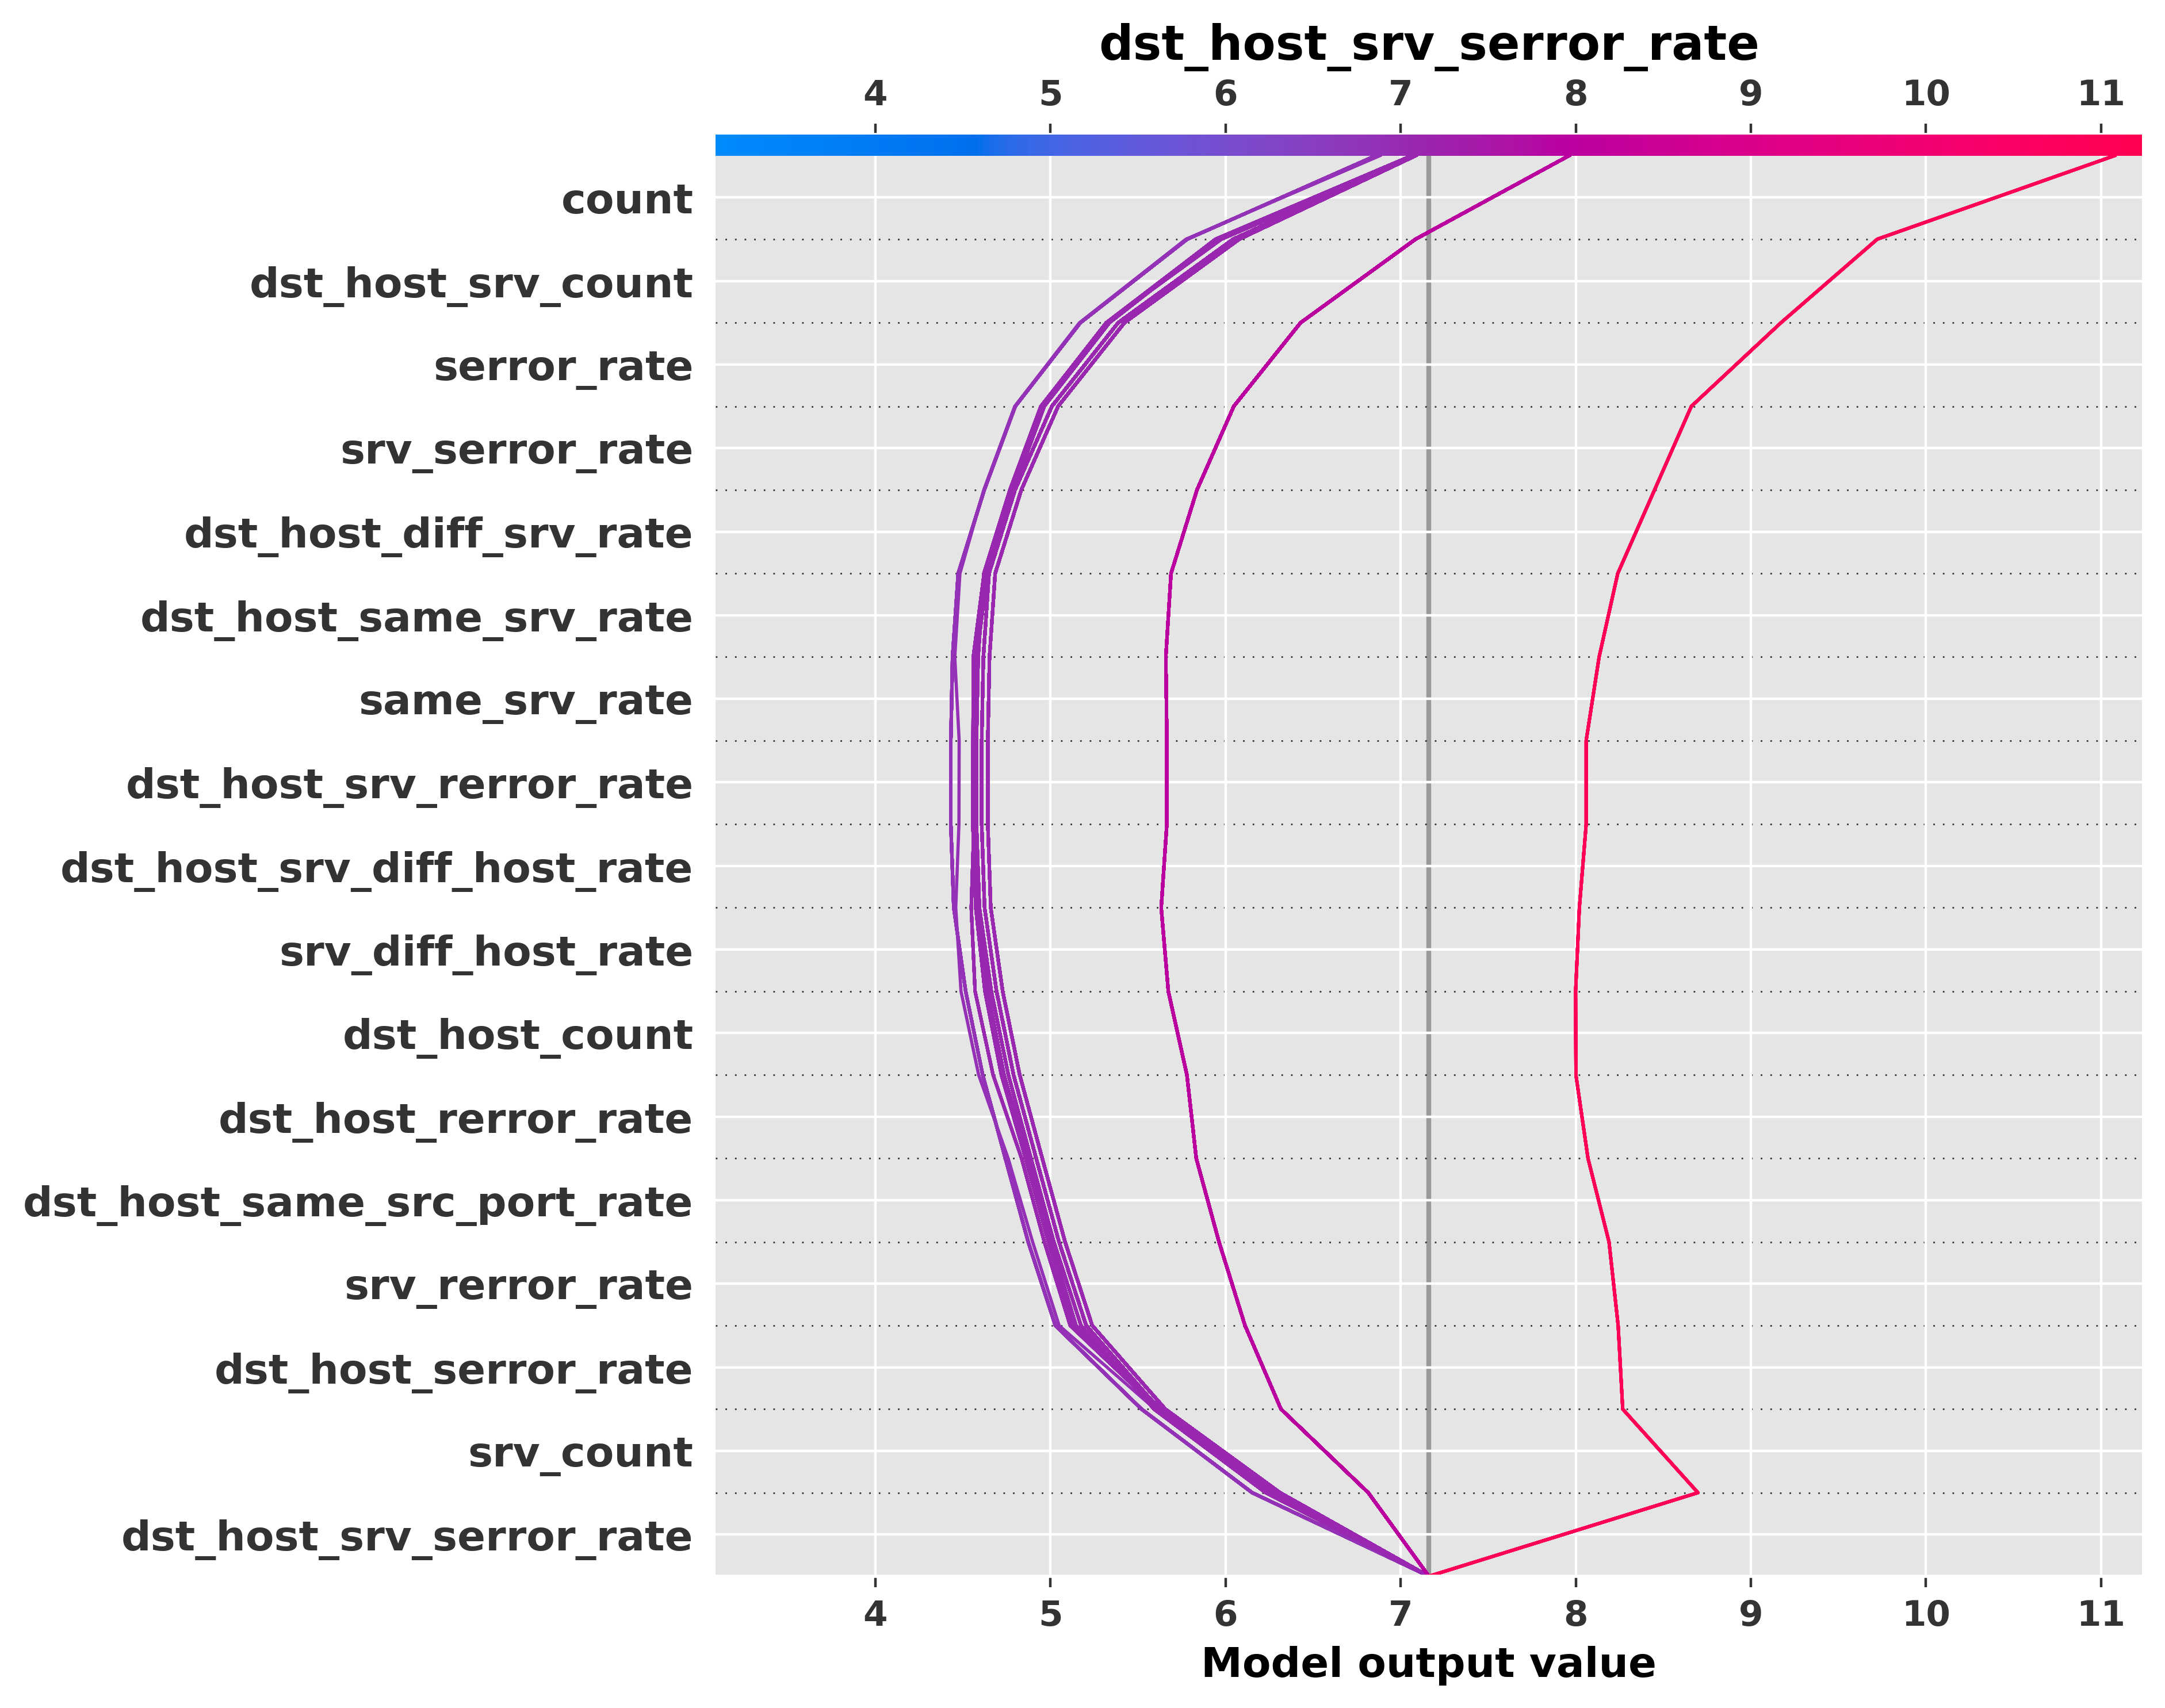 dst_host_srv_serror_rate
4 5 6 7 8 9 10 11
count
dst_host_srv_count
serror_rate
srv_serror_rate
dst_host_diff_srv_rate
dst_host_same_srv_rate
same_srv_rate
dst_host_srv_rerror_rate
dst_host_srv_diff_host_rate
srv_diff_host_rate
dst_host_count
dst_host_rerror_rate
dst_host_same_src_port_rate
srv_rerror_rate
dst_host_serror_rate
srv_count
dst_host_srv_serror_rate
4 5 6 7 8 9 10 11
Model output value